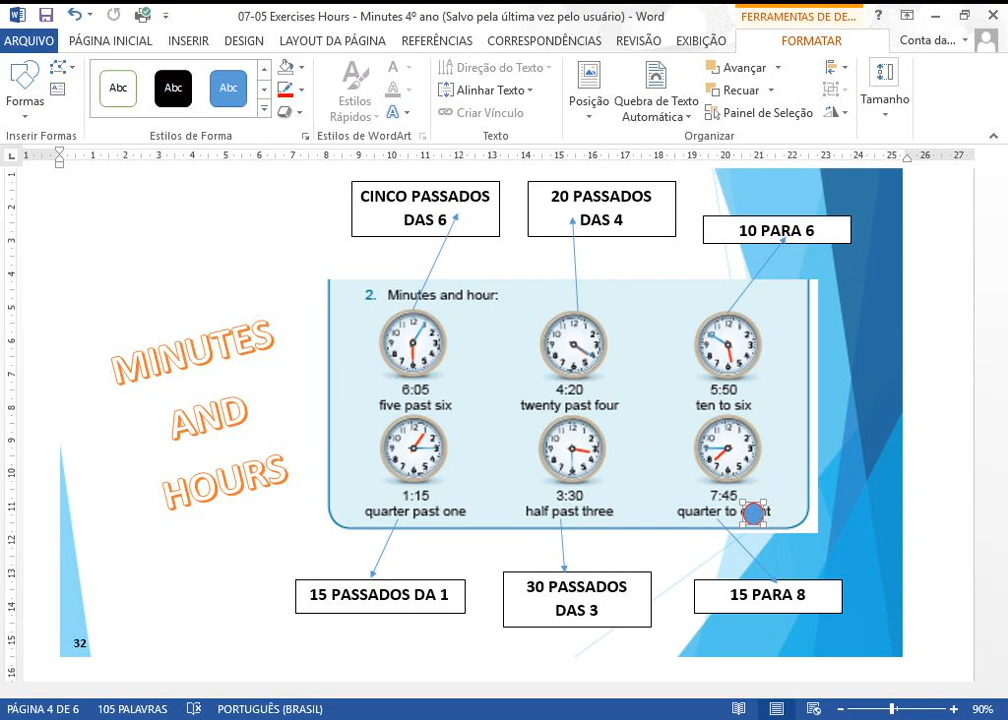 07-05 Exercises Hours - Minutes 4º ano (Salvo pela última vez pelo usuário) - Word
FERRAMENTAS DE DE...
ARQUIVO PÁGINA INICIAL INSERIR DESIGN LAYOUT DA PÁGINA REFERÊNCIAS CORRESPONDÊNCIAS REVISÃO EXIBIÇÃO FORMATAR Conta da...
Formas
Abc Abc Abc
Estilos Rápidos
Direção do Texto
Alinhar Texto
Criar Vínculo
Posição
Quebra de Texto Automática
Avançar
Recuar
Painel de Seleção
Tamanho
Inserir Formas Estilos de Forma Estilos de WordArt Texto Organizar
CINCO PASSADOS
DAS 6
20 PASSADOS
DAS 4
10 PARA 6
2. Minutes and hour:
MINUTES
AND
HOURS
6:05 4:20 5:50
five past six twenty past four ten to six
1:15 3:30 7:45
quarter past one half past three quarter to
15 PASSADOS DA 1
30 PASSADOS
DAS 3
15 PARA 8
32
PÁGINA 4 DE 6 105 PALAVRAS PORTUGUÊS (BRASIL) 90%